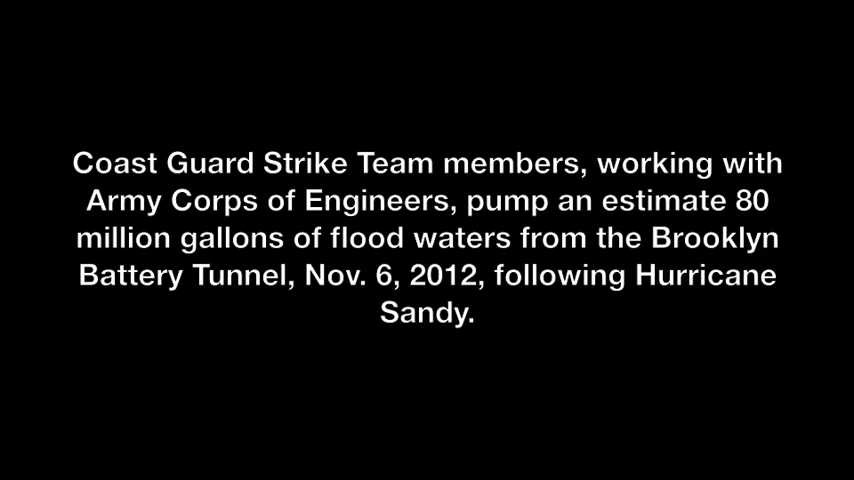 Coast Guard Strike Team members, working with
Army Corps of Engineers, pump an estimate 80
million gallons of flood waters from the Brooklyn
Battery Tunnel, Nov. 6, 2012, following Hurricane
Sandy.